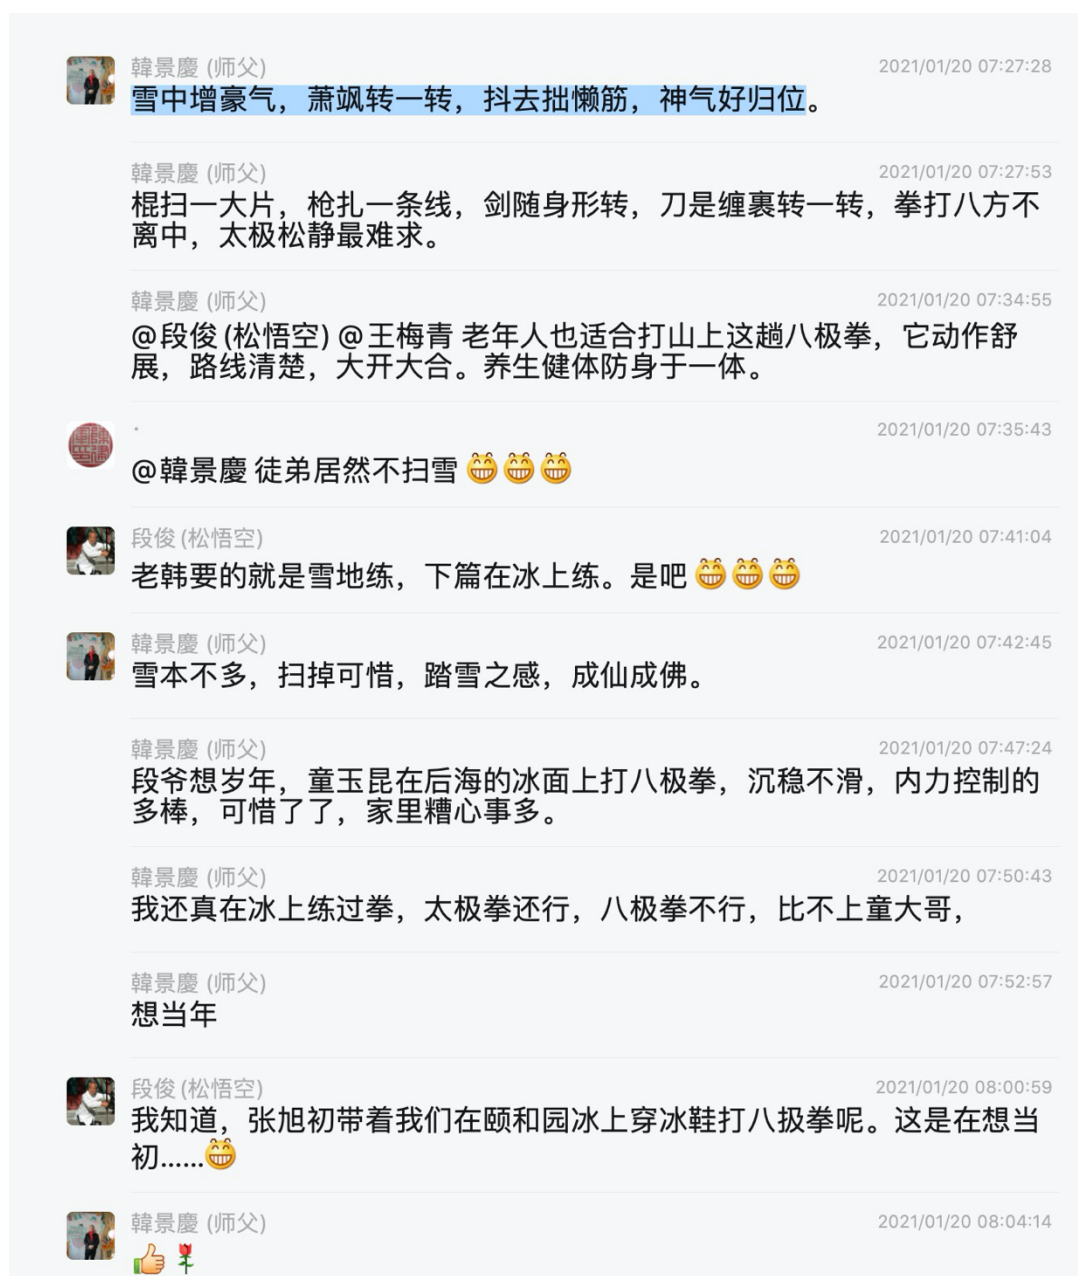 韓景慶 (师父)
2021/01/20 07:27:28
雪中增豪气，萧飒转一转，抖去拙懒筋，神气好归位。
韓景慶 (师父)
2021/01/20 07:27:53
棍扫一大片，枪扎一条线，剑随身形转，刀是缠裹转一转，拳打八方不
离中，太极松静最难求。
韓景慶 (师父)
2021/01/20 07:34:55
@段俊(松悟空) @王梅青 老年人也适合打山上这趟八极拳，它动作舒
展，路线清楚，大开大合。养生健体防身于一体。
.
2021/01/20 07:35:43
@韓景慶 徒弟居然不扫雪 😁😁😁
段俊(松悟空)
2021/01/20 07:41:04
老韩要的就是雪地练，下篇在冰上练。是吧 😁😁😁
韓景慶 (师父)
2021/01/20 07:42:45
雪本不多，扫掉可惜，踏雪之感，成仙成佛。
韓景慶 (师父)
2021/01/20 07:47:24
段爷想岁年，童玉昆在后海的冰面上打八极拳，沉稳不滑，内力控制的
多棒，可惜了了，家里糟心事多。
韓景慶 (师父)
2021/01/20 07:50:43
我还真在冰上练过拳，太极拳还行，八极拳不行，比不上童大哥，
韓景慶 (师父)
2021/01/20 07:52:57
想当年
段俊(松悟空)
2021/01/20 08:00:59
我知道，张旭初带着我们在颐和园冰上穿冰鞋打八扱拳呢。这是在想当
初......😁
韓景慶 (师父)
2021/01/20 08:04:14
👍🌹